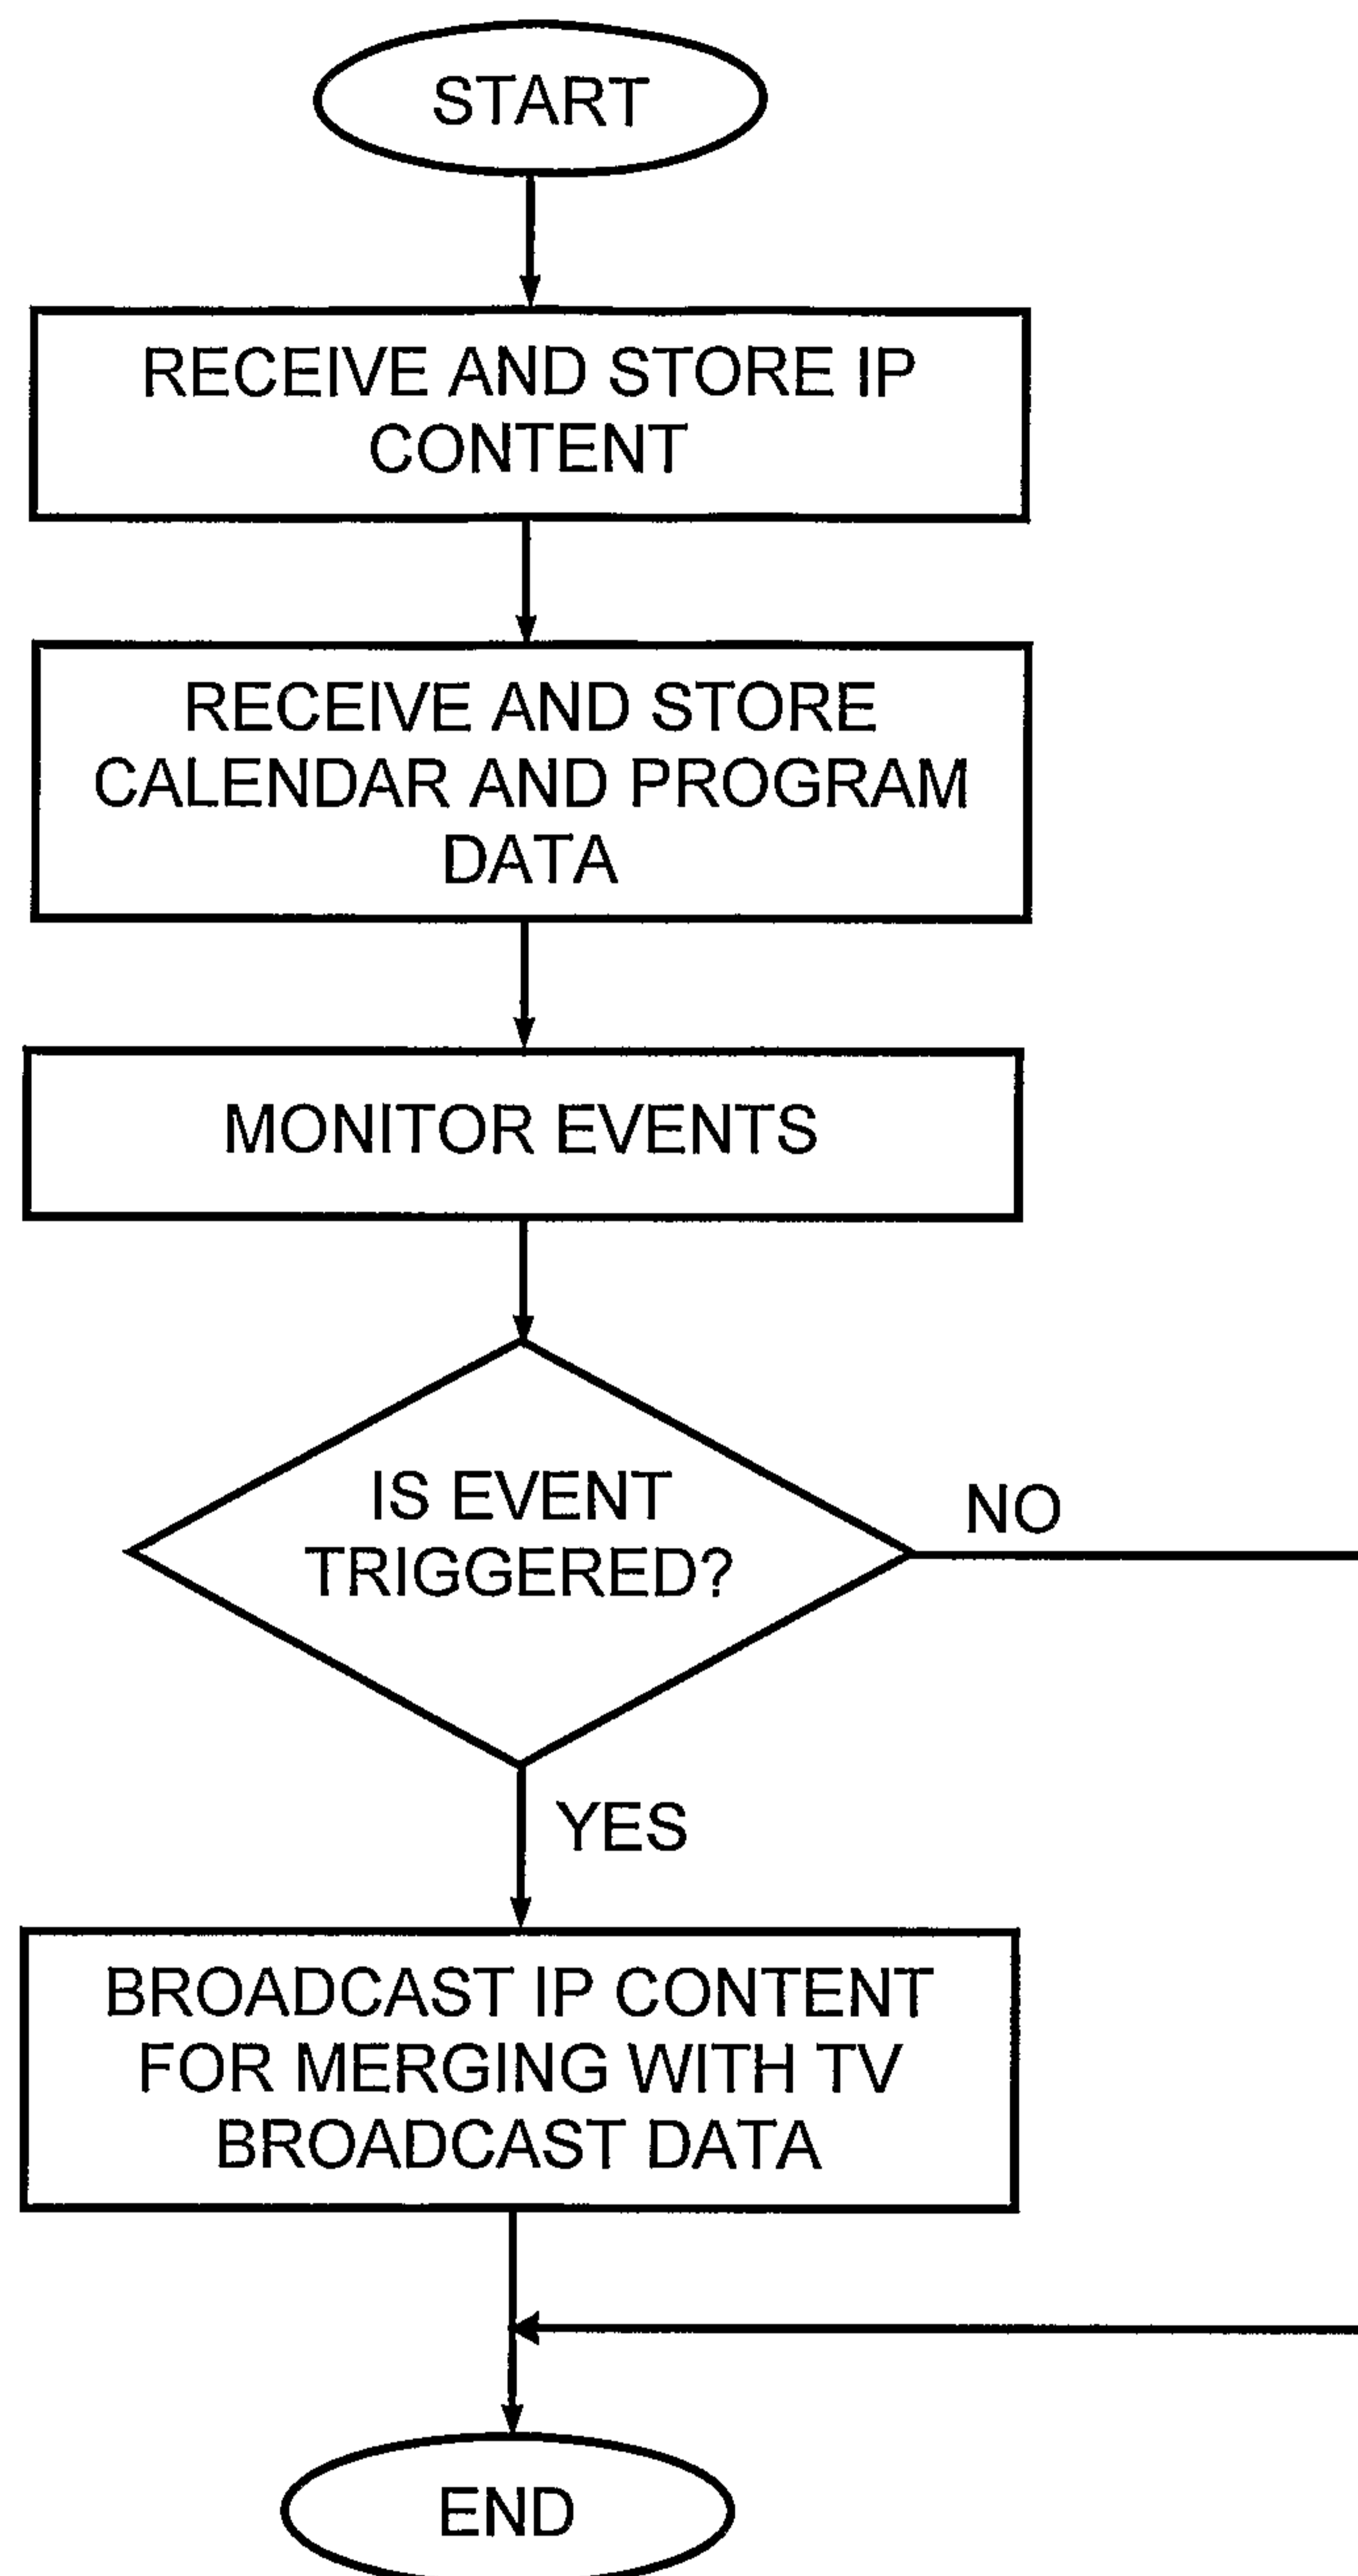 START
RECEIVE AND STORE IP
CONTENT
RECEIVE AND STORE
CALENDAR AND PROGRAM
DATA
MONITOR EVENTS
IS EVENT
TRIGGERED?
NO
YES
BROADCAST IP CONTENT
FOR MERGING WITH TV
BROADCAST DATA
END